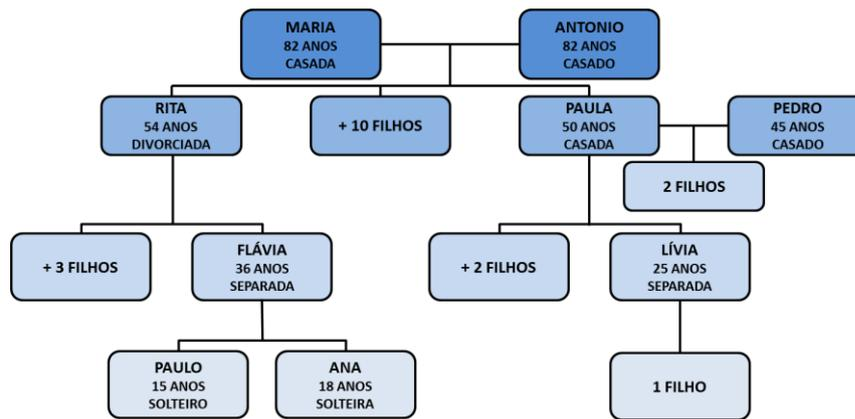 MARIA
82 ANOS
CASADA
ANTONIO
82 ANOS
CASADO
RITA
54 ANOS
DIVORCIADA
+ 10 FILHOS
PAULA
50 ANOS
CASADA
PEDRO
45 ANOS
CASADO
2 FILHOS
+ 3 FILHOS
FLÁVIA
36 ANOS
SEPARADA
+ 2 FILHOS
LÍVIA
25 ANOS
SEPARADA
PAULO
15 ANOS
SOLTEIRO
ANA
18 ANOS
SOLTEIRA
1 FILHO